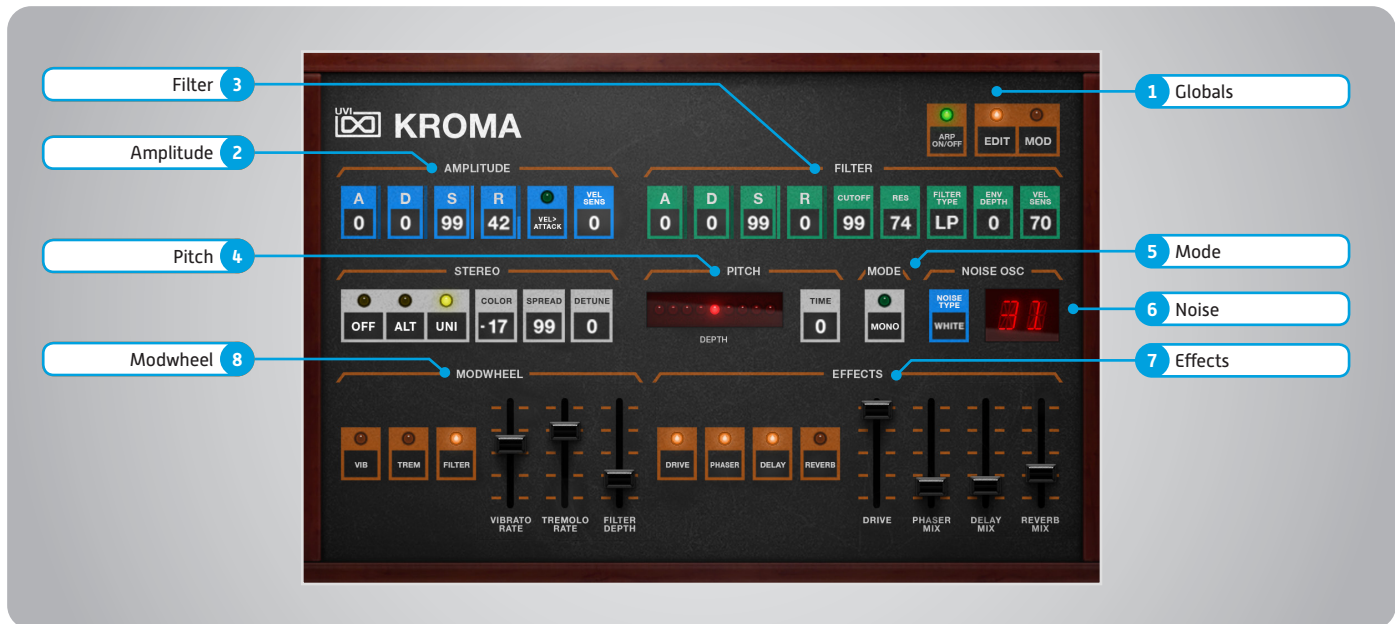 Filter 3
1 Globals
UVI
KROMA
ARP ON/OFF
EDIT
MOD
Amplitude 2
AMPLITUDE
FILTER
A
D
S
R
VEL SENS
0
0
99
42
VEL> ATTACK
0
A
D
S
R
CUTOFF
RES
FILTER TYPE
ENV DEPTH
VEL SENS
0
0
99
0
99
74
LP
0
70
Pitch 4
5 Mode
STEREO
PITCH
MODE
NOISE OSC
OFF
ALT
UNI
COLOR
SPREAD
DETUNE
-17
99
0
DEPTH
TIME
0
MONO
NOISE TYPE
WHITE
31
6 Noise
Modwheel 8
7 Effects
MODWHEEL
EFFECTS
VIB
TREM
FILTER
VIBRATO RATE
TREMOLO RATE
FILTER DEPTH
DRIVE
PHASER
DELAY
REVERB
DRIVE
PHASER MIX
DELAY MIX
REVERB MIX